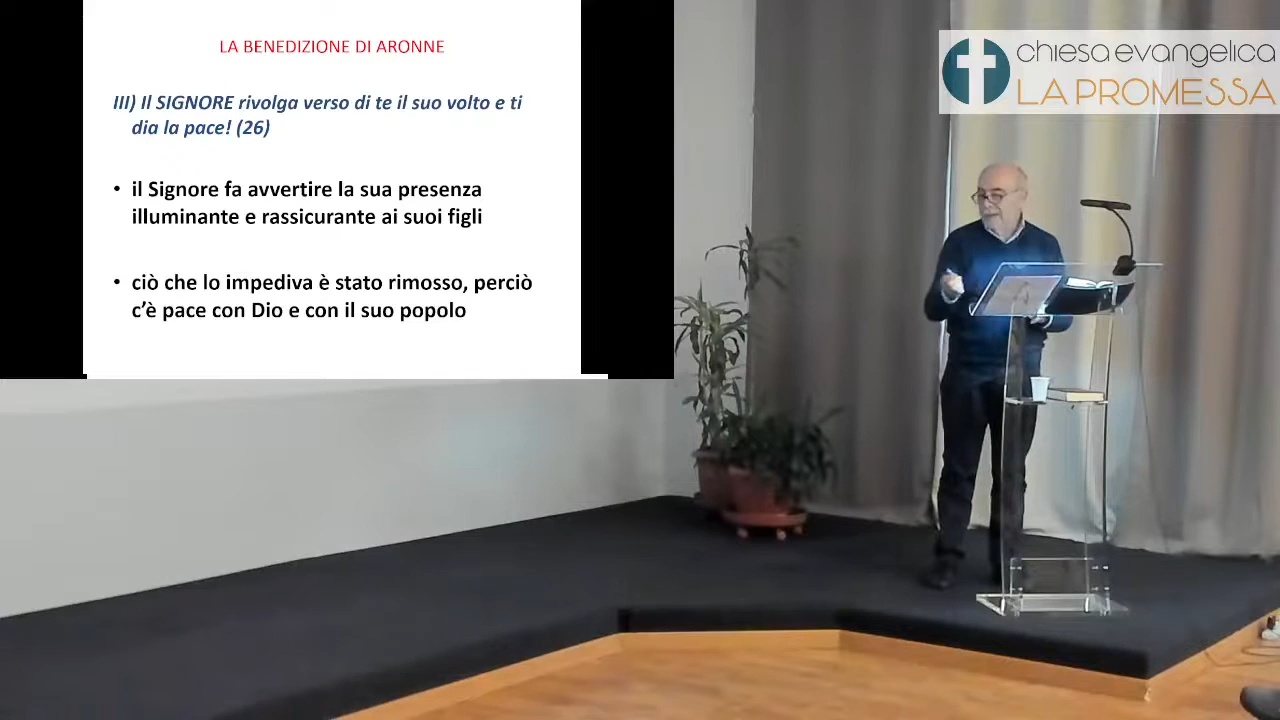 LA BENEDIZIONE DI ARONNE
III) Il SIGNORE rivolga verso di te il suo volto e ti
dia la pace! (26)
• il Signore fa avvertire la sua presenza
illuminante e rassicurante ai suoi figli
• ciò che lo impediva è stato rimosso, perciò
c'è pace con Dio e con il suo popolo
chiesa evangelica
LA PROMESSA